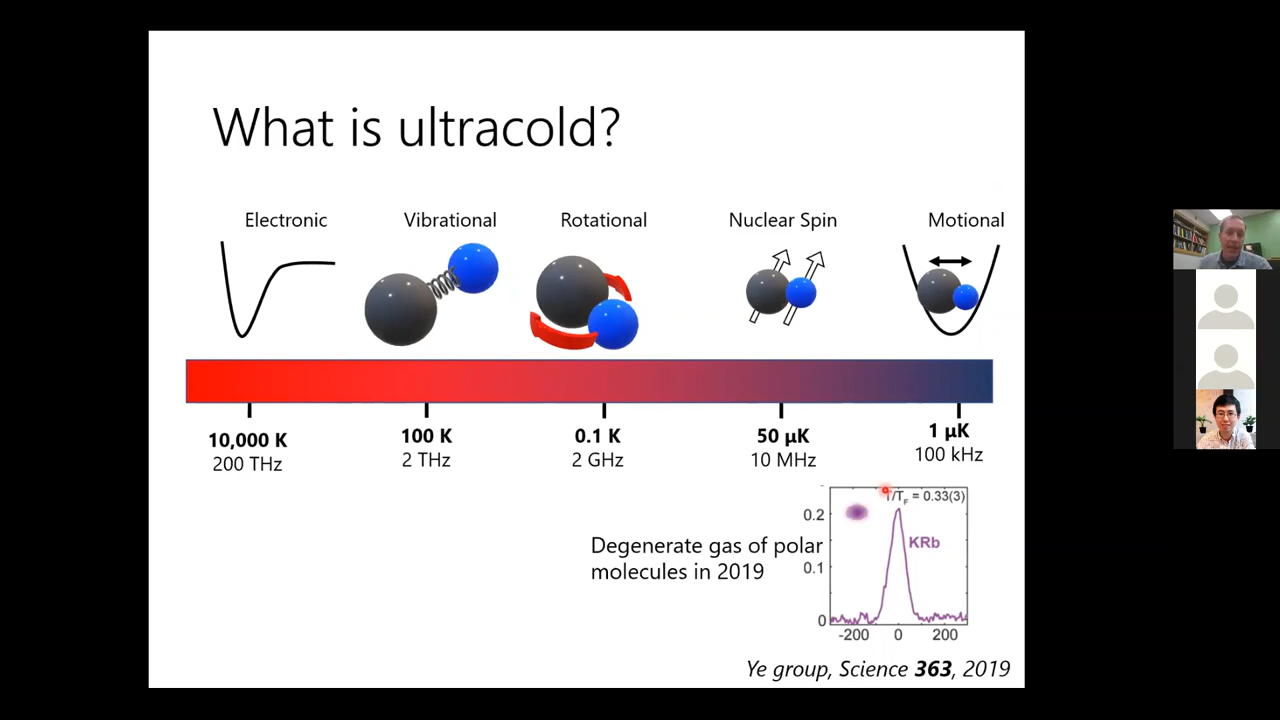 What is ultracold?
Electronic
Vibrational
Rotational
Nuclear Spin
Motional
10,000 K
200 THz
100 K
2 THz
0.1 K
2 GHz
50 µK
10 MHz
1 µK
100 kHz
Degenerate gas of polar
molecules in 2019
T/T_F = 0.33(3)
KRb
0.2
0.1
0
-200
0
200
Ye group, Science 363, 2019